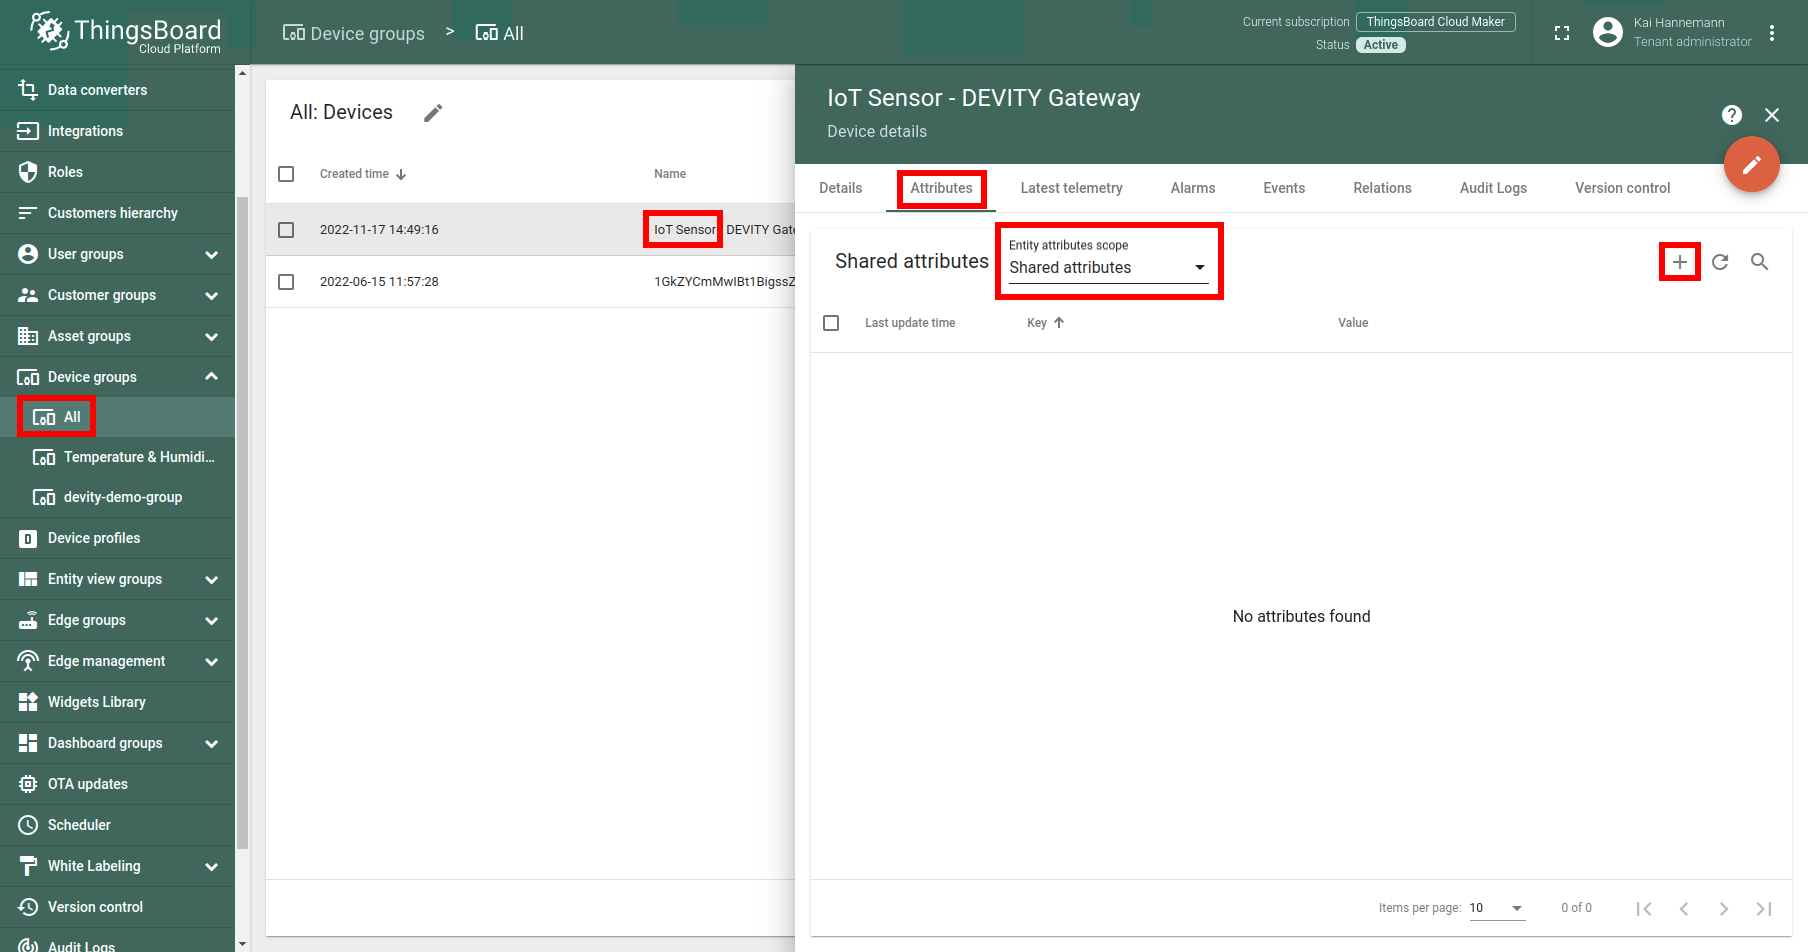 ThingsBoard
Cloud Platform
Device groups > All
Current subscription ThingsBoard Cloud Maker
Status Active
Kai Hannemann
Tenant administrator
Data converters
Integrations
Roles
Customers hierarchy
User groups
Customer groups
Asset groups
Device groups
All
Temperature & Humidi...
devity-demo-group
Device profiles
Entity view groups
Edge groups
Edge management
Widgets Library
Dashboard groups
OTA updates
Scheduler
White Labeling
Version control
Audit Logs
All: Devices
Created time Name
2022-11-17 14:49:16 IoT Sensor DEVITY Gate
2022-06-15 11:57:28 1GkZYCmMwIBt1BigssZ
IoT Sensor - DEVITY Gateway
Device details
Details Attributes Latest telemetry Alarms Events Relations Audit Logs Version control
Shared attributes
Entity attributes scope
Shared attributes
Last update time Key Value
No attributes found
Items per page: 10 0 of 0